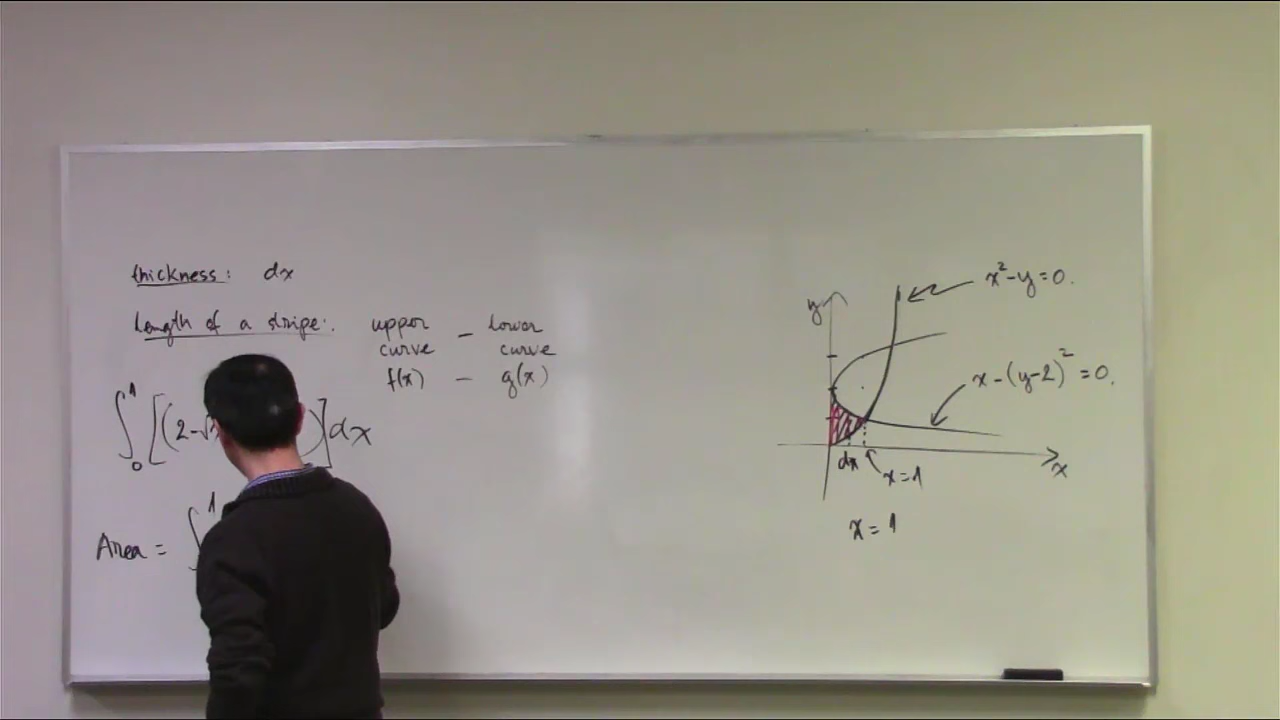 thickness: dx
Length of a stripe: upper curve - lower curve
f(x) - g(x)
∫₀¹ [(2-√ )]dx
Area = ∫ 1
y
x²-y=0.
x-(y-2)²=0.
dx
x=1
x
x=1